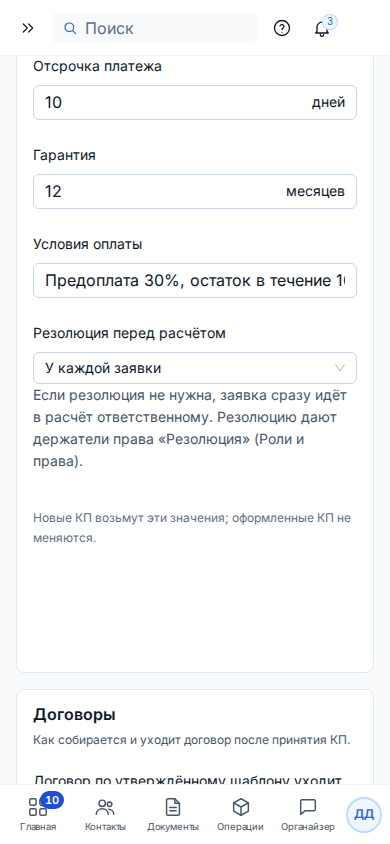 Поиск
3
Отсрочка платежа
10 дней
Гарантия
12 месяцев
Условия оплаты
Предоплата 30%, остаток в течение 10
Резолюция перед расчётом
У каждой заявки
Если резолюция не нужна, заявка сразу идёт
в расчёт ответственному. Резолюцию дают
держатели права «Резолюция» (Роли и
права).
Новые КП возьмут эти значения; оформленные КП не
меняются.
Договоры
Как собирается и уходит договор после принятия КП.
Договор по утверждённому шаблону уходит
10
Главная
Контакты
Документы
Операции
Органайзер
ДД